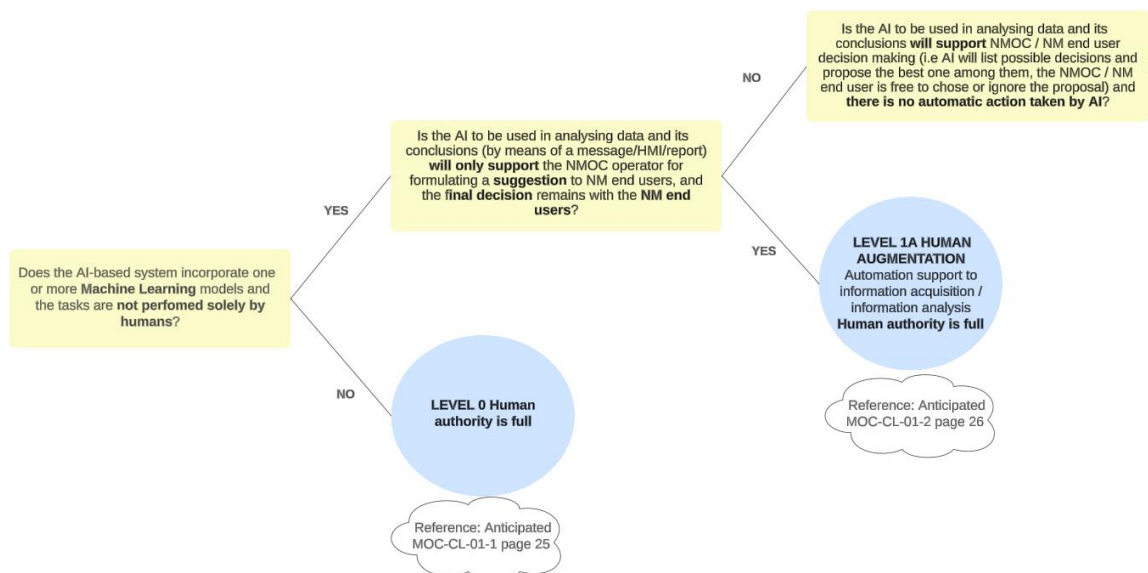 Is the AI to be used in analysing data and its
conclusions will support NMOC / NM end user
decision making (i.e AI will list possible decisions and
propose the best one among them, the NMOC / NM
end user is free to chose or ignore the proposal) and
there is no automatic action taken by AI?
NO
Is the AI to be used in analysing data and its
conclusions (by means of a message/HMI/report)
will only support the NMOC operator for
formulating a suggestion to NM end users, and
the final decision remains with the NM end
users?
YES
YES
LEVEL 1A HUMAN
AUGMENTATION
Automation support to
information acquisition /
information analysis
Human authority is full
Does the AI-based system incorporate one
or more Machine Learning models and
the tasks are not perfomed solely by
humans?
NO
LEVEL 0 Human
authority is full
Reference: Anticipated
MOC-CL-01-2 page 26
Reference: Anticipated
MOC-CL-01-1 page 25